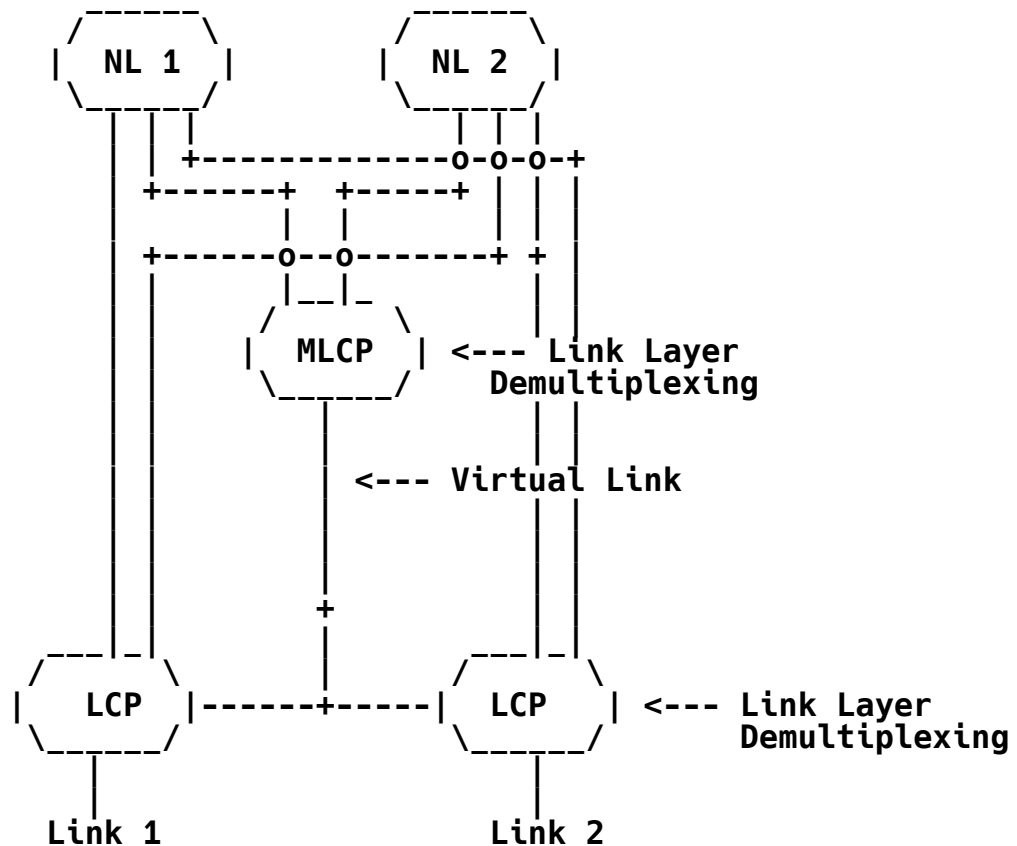 NL 1 NL 2
MLCP <--- Link Layer
Demultiplexing
<--- Virtual Link
LCP LCP <--- Link Layer
Demultiplexing
Link 1 Link 2